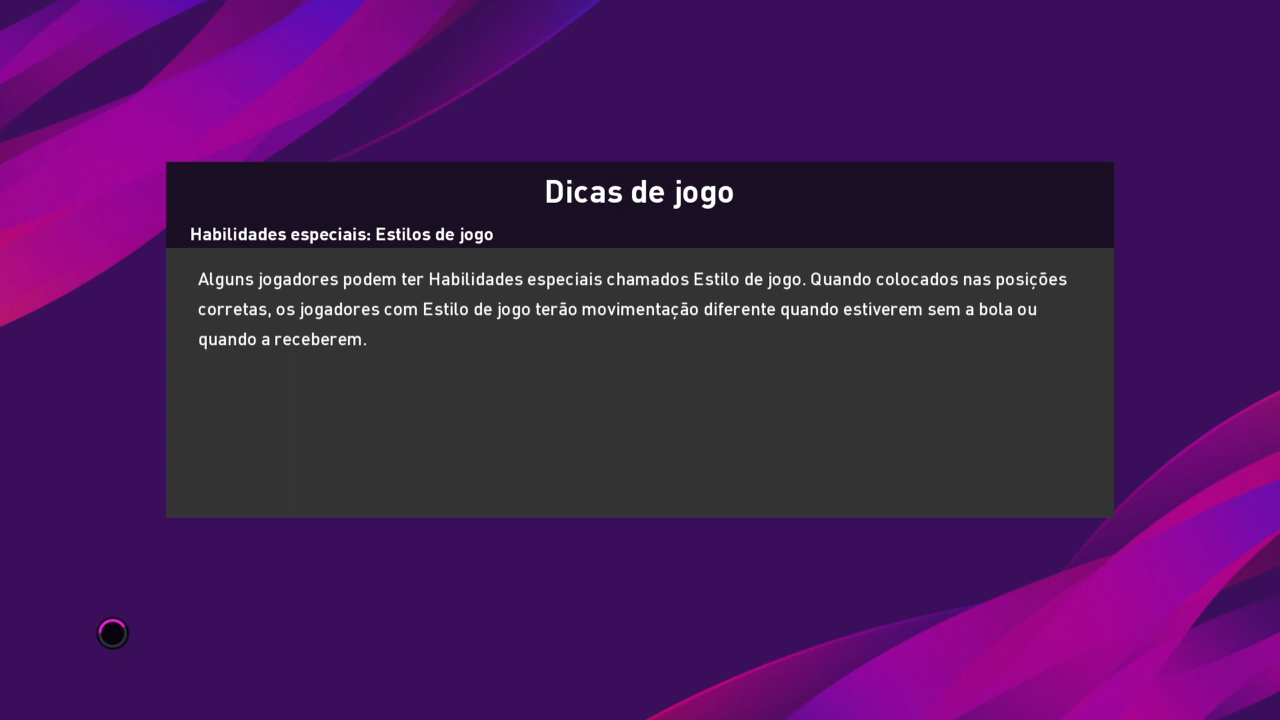 Dicas de jogo
Habilidades especiais: Estilos de jogo
Alguns jogadores podem ter Habilidades especiais chamados Estilo de jogo. Quando colocados nas posições
corretas, os jogadores com Estilo de jogo terão movimentação diferente quando estiverem sem a bola ou
quando a receberem.